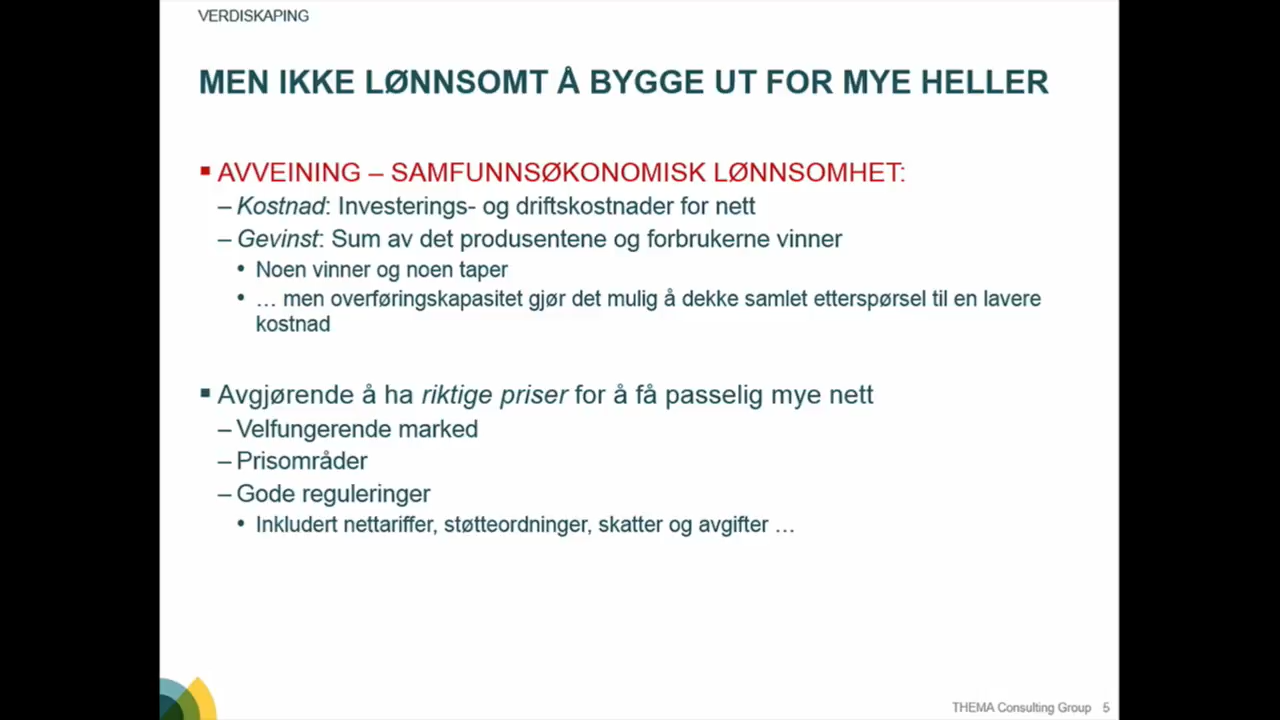 VERDISKAPING
MEN IKKE LØNNSOMT Å BYGGE UT FOR MYE HELLER
▪ AVVEINING – SAMFUNNSØKONOMISK LØNNSOMHET:
– Kostnad: Investerings- og driftskostnader for nett
– Gevinst: Sum av det produsentene og forbrukerne vinner
• Noen vinner og noen taper
• … men overføringskapasitet gjør det mulig å dekke samlet etterspørsel til en lavere
kostnad
▪ Avgjørende å ha riktige priser for å få passelig mye nett
– Velfungerende marked
– Prisområder
– Gode reguleringer
• Inkludert nettariffer, støtteordninger, skatter og avgifter …
THEMA Consulting Group 5